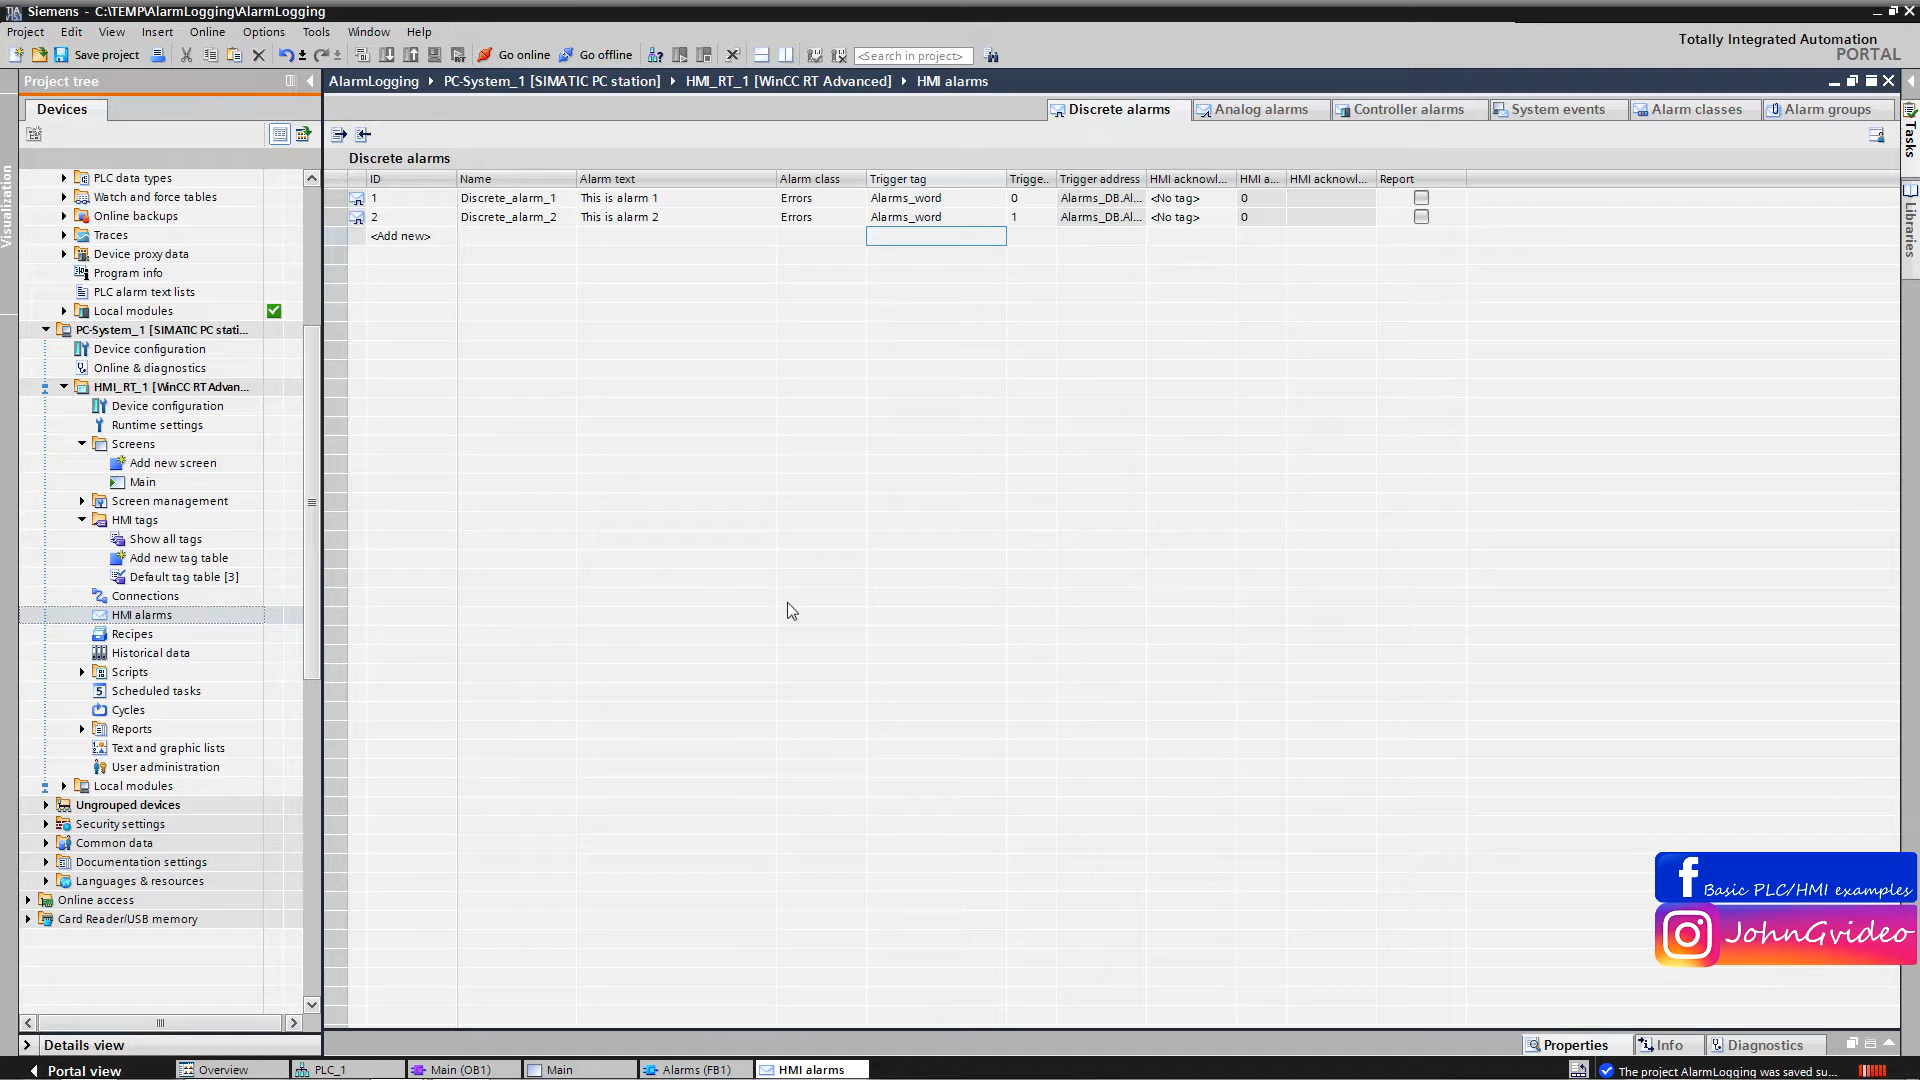 Siemens - C:\TEMP\AlarmLogging\AlarmLogging
Project Edit View Insert Online Options Tools Window Help
Totally Integrated Automation
PORTAL
Save project Go online Go offline <Search in project>
Project tree
AlarmLogging PC-System_1 [SIMATIC PC station] HMI_RT_1 [WinCC RT Advanced] HMI alarms
Devices
Discrete alarms Analog alarms Controller alarms System events Alarm classes Alarm groups
Visualization
Tasks
Libraries
Discrete alarms
ID Name Alarm text Alarm class Trigger tag Trigge.. Trigger address HMI acknowl... HMI a... HMI acknowl... Report
1 Discrete_alarm_1 This is alarm 1 Errors Alarms_word 0 Alarms_DB.Al... <No tag> 0
2 Discrete_alarm_2 This is alarm 2 Errors Alarms_word 1 Alarms_DB.Al... <No tag> 0
<Add new>
PLC data types
Watch and force tables
Online backups
Traces
Device proxy data
Program info
PLC alarm text lists
Local modules
PC-System_1 [SIMATIC PC stati...
Device configuration
Online & diagnostics
HMI_RT_1 [WinCC RT Advan...
Device configuration
Runtime settings
Screens
Add new screen
Main
Screen management
HMI tags
Show all tags
Add new tag table
Default tag table [3]
Connections
HMI alarms
Recipes
Historical data
Scripts
Scheduled tasks
Cycles
Reports
Text and graphic lists
User administration
Local modules
Ungrouped devices
Security settings
Common data
Documentation settings
Languages & resources
Online access
Card Reader/USB memory
Basic PLC/HMI examples
JohnGvideo
Details view
Properties Info Diagnostics
Portal view Overview PLC_1 Main (OB1) Main Alarms (FB1) HMI alarms
The project AlarmLogging was saved su...